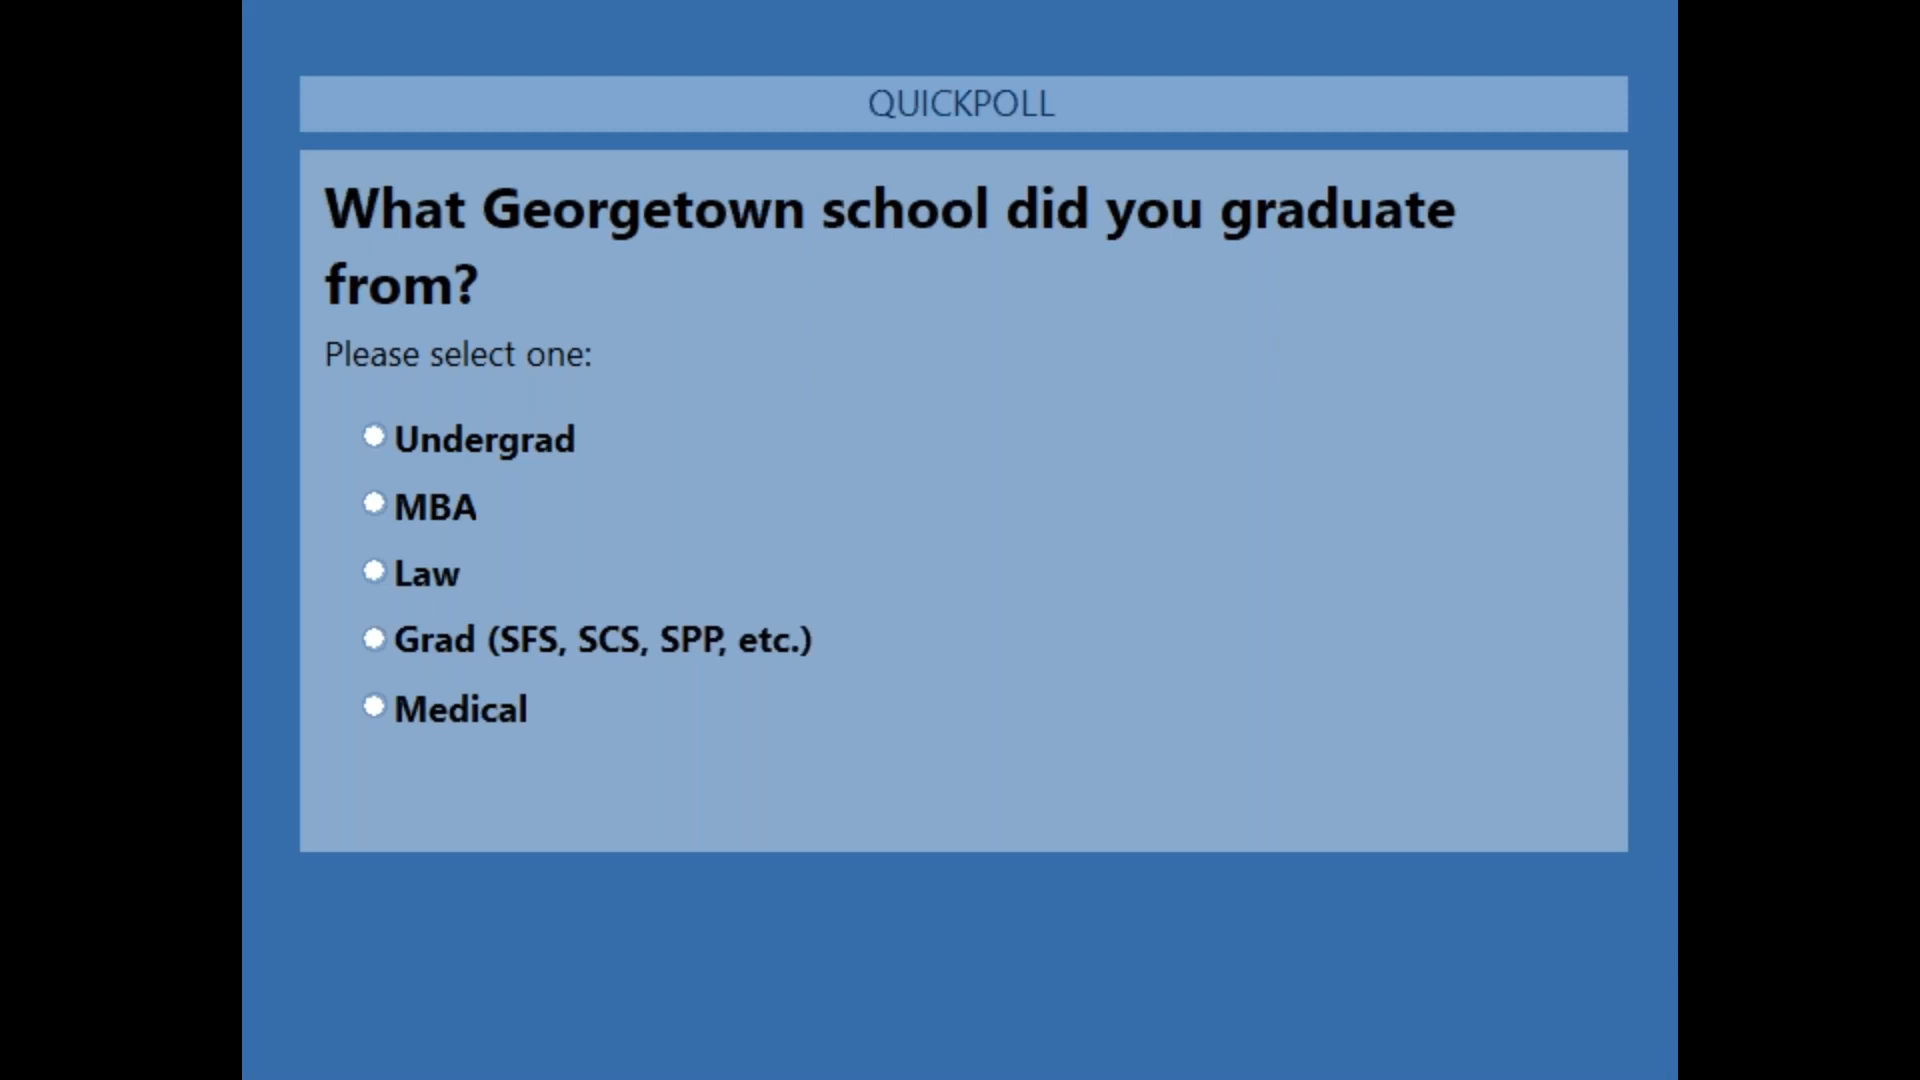 QUICKPOLL
What Georgetown school did you graduate
from?
Please select one:
Undergrad
MBA
Law
Grad (SFS, SCS, SPP, etc.)
Medical